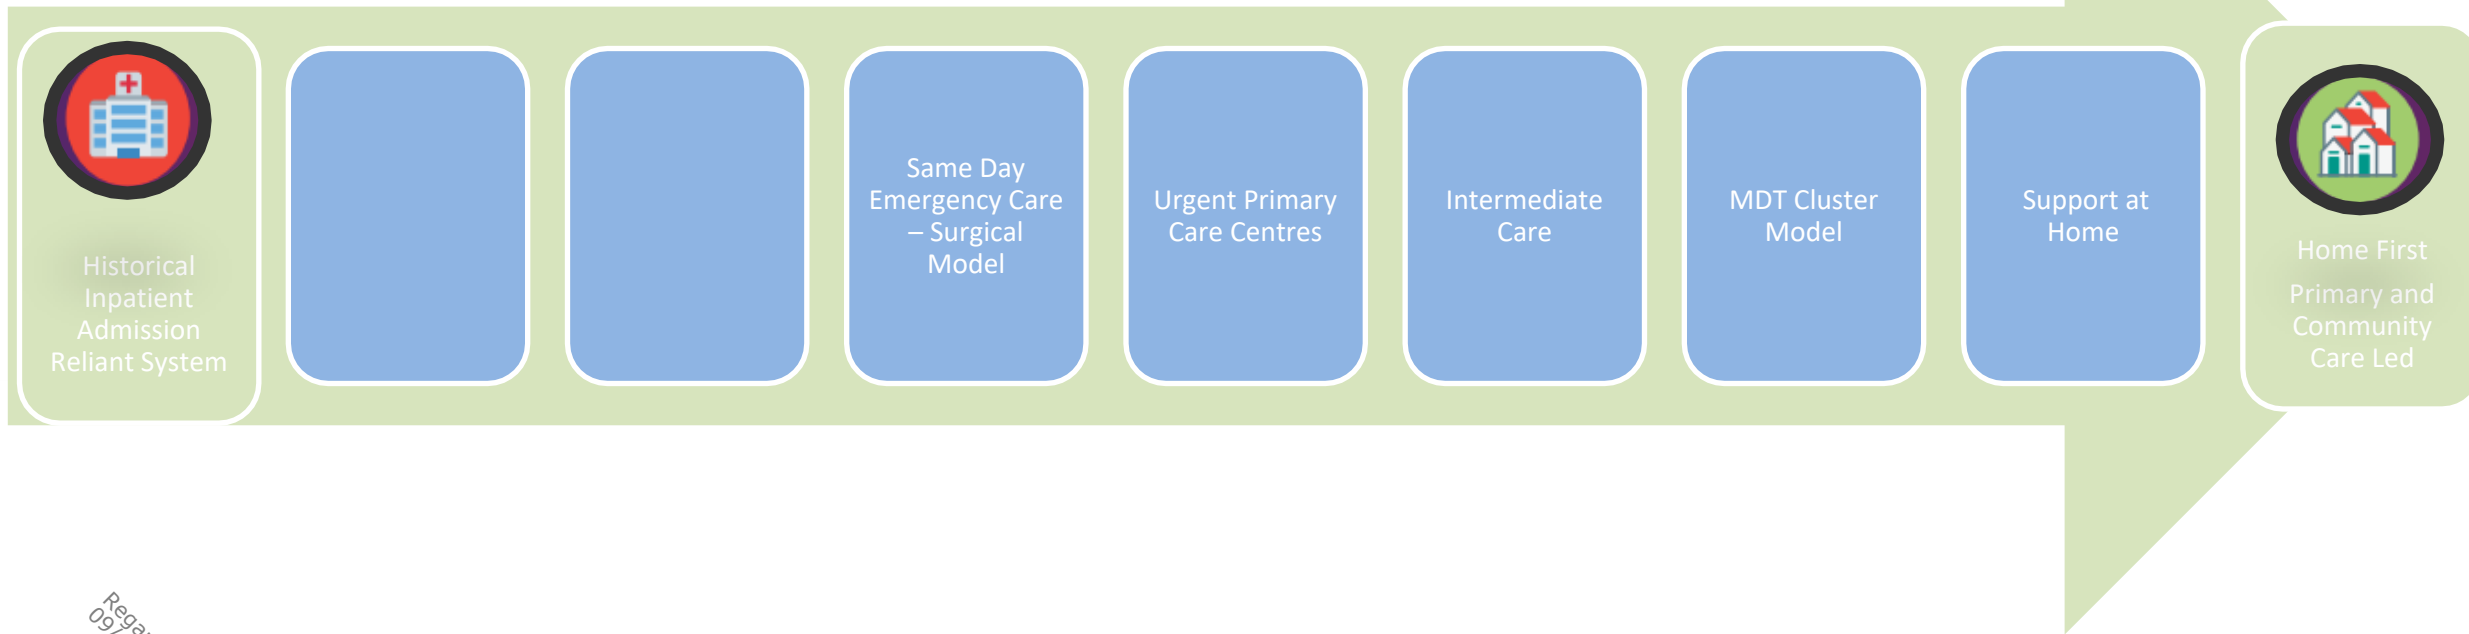 Historical
Inpatient
Admission
Reliant System
Same Day
Emergency Care
– Surgical
Model
Urgent Primary
Care Centres
Intermediate
Care
MDT Cluster
Model
Support at
Home
Home First
Primary and
Community
Care Led